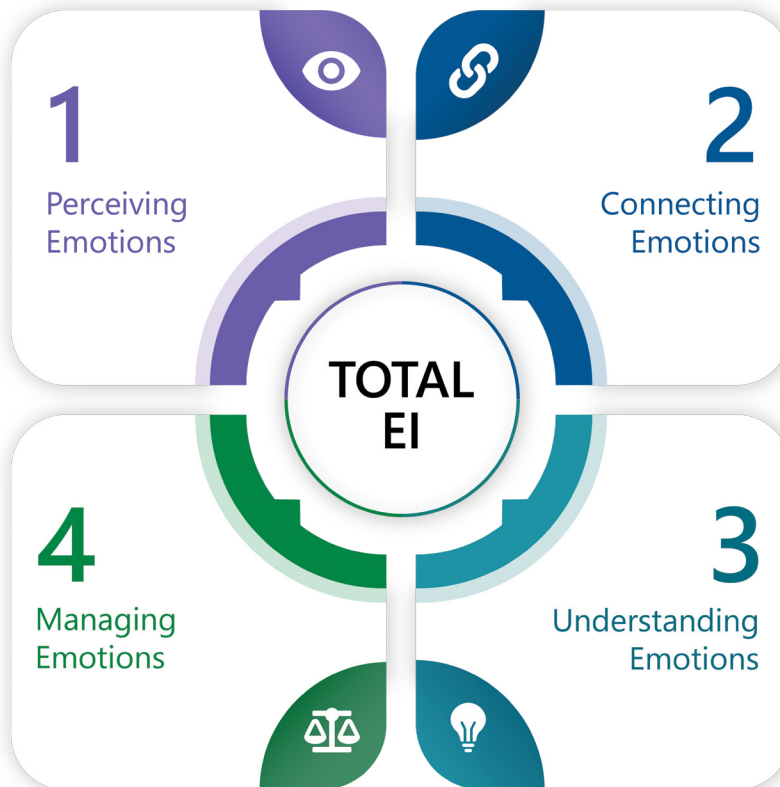 1
Perceiving
Emotions
2
Connecting
Emotions
TOTAL
EI
4
Managing
Emotions
3
Understanding
Emotions